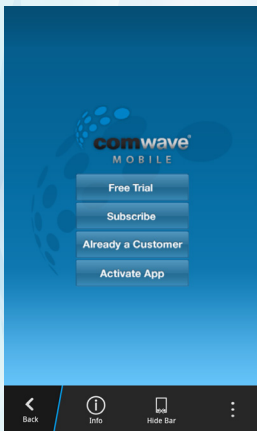 comwave
MOBILE
Free Trial
Subscribe
Already a Customer
Activate App
Back
Info
Hide Bar